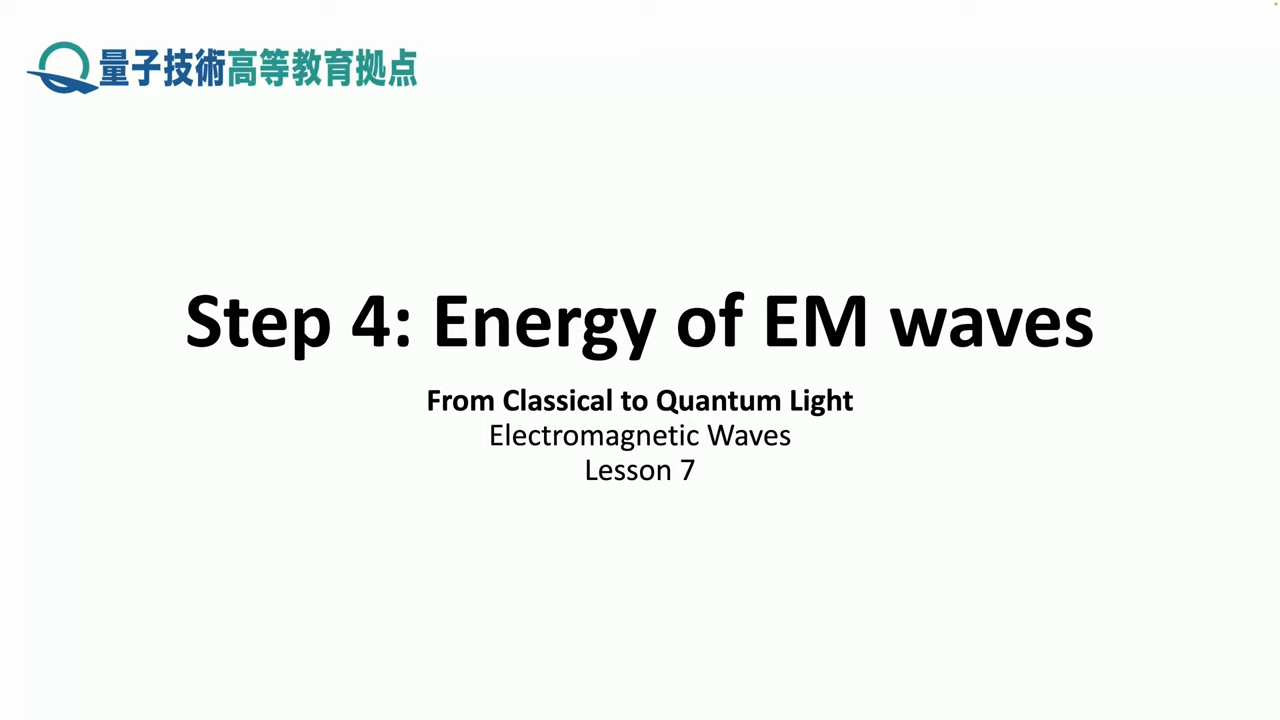 量子技術高等教育拠点
Step 4: Energy of EM waves
From Classical to Quantum Light
Electromagnetic Waves
Lesson 7